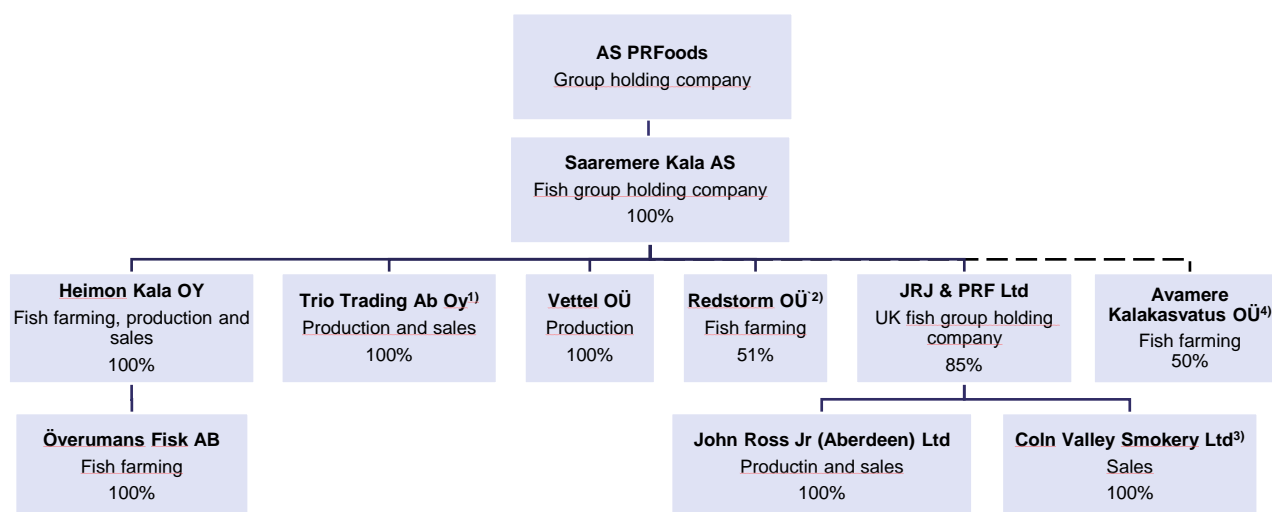 AS PRFoods
Group holding company
Saaremere Kala AS
Fish group holding company
100%
Heimon Kala OY
Fish farming, production and
sales
100%
Trio Trading Ab Oy¹⁾
Production and sales
100%
Vettel OÜ
Production
100%
Redstorm OÜ`²⁾
Fish farming
51%
JRJ & PRF Ltd
UK fish group holding
company
85%
Avamere
Kalakasvatus OÜ⁴⁾
Fish farming
50%
Överumans Fisk AB
Fish farming
100%
John Ross Jr (Aberdeen) Ltd
Productin and sales
100%
Coln Valley Smokery Ltd³⁾
Sales
100%